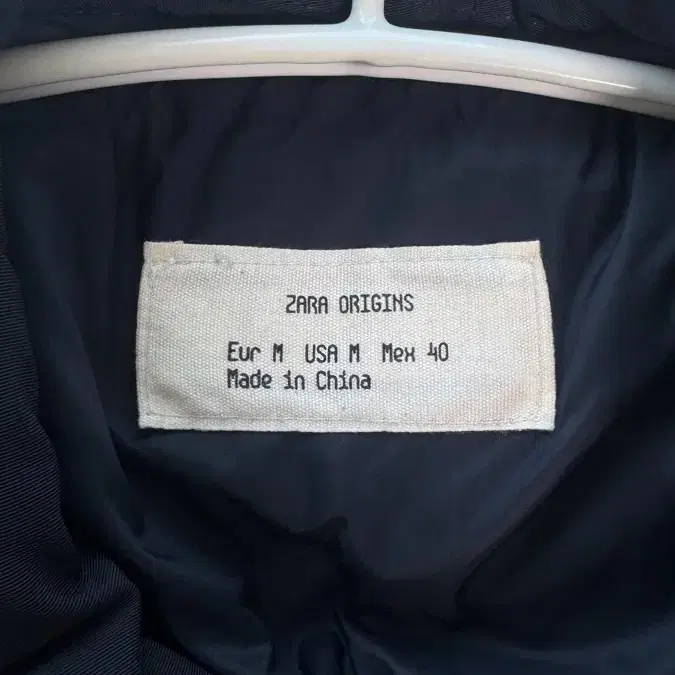 ZARA ORIGINS
Eur M USA M Mex 40
Made in China